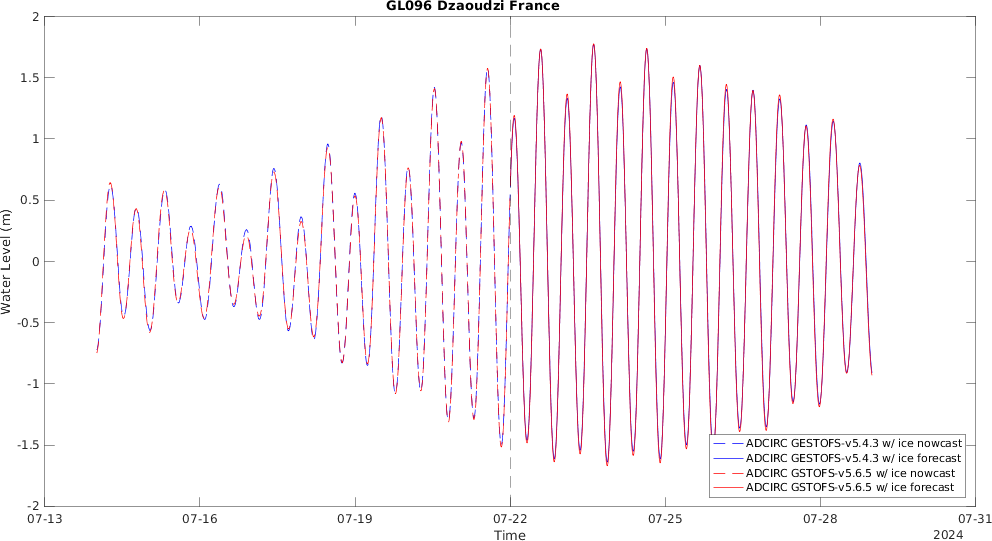 GL096 Dzaoudzi France
2
1.5
1
0.5
0
-0.5
-1
-1.5
-2
Water Level (m)
07-13
07-16
07-19
07-22
07-25
07-28
07-31
Time
2024
ADCIRC GESTOFS-v5.4.3 w/ ice nowcast
ADCIRC GESTOFS-v5.4.3 w/ ice forecast
ADCIRC GSTOFS-v5.6.5 w/ ice nowcast
ADCIRC GSTOFS-v5.6.5 w/ ice forecast